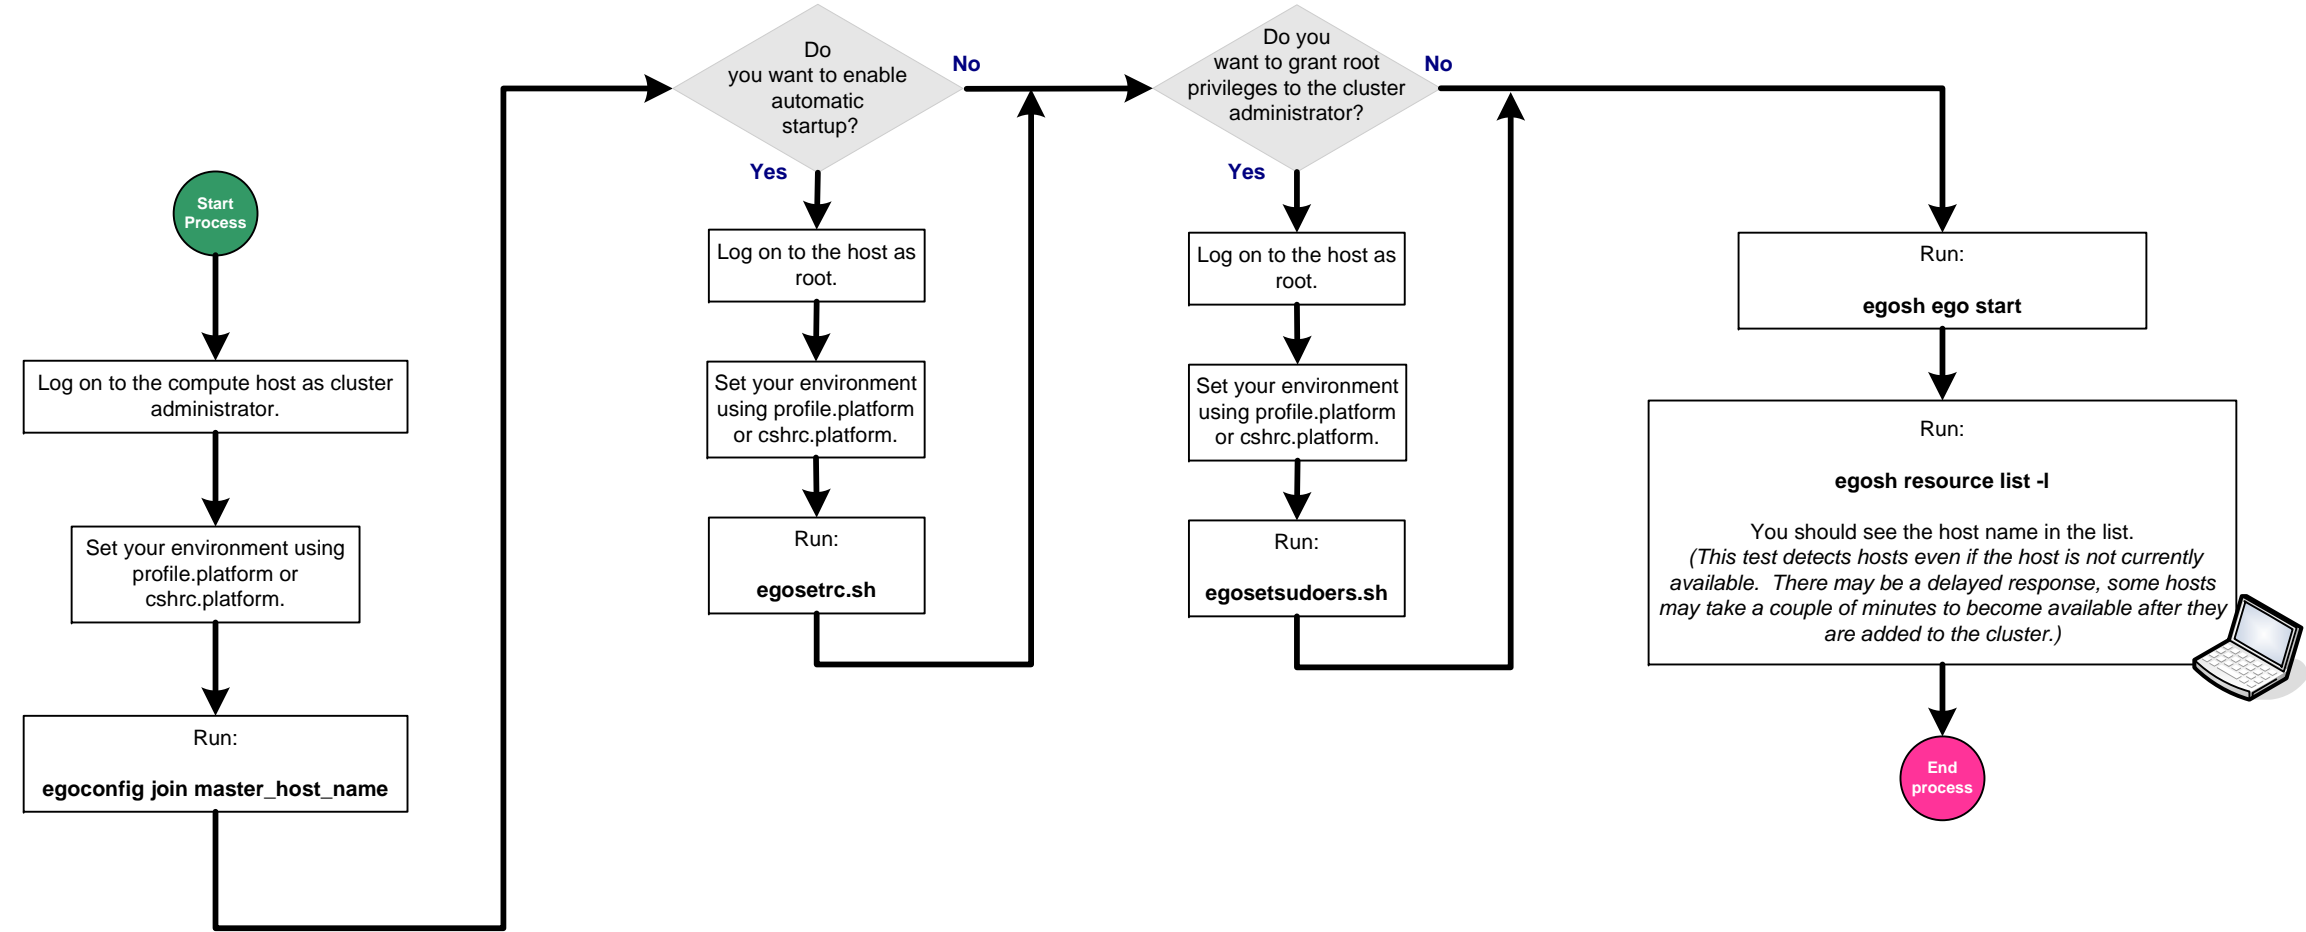 Start
Process
Log on to the compute host as cluster
administrator.
Set your environment using
profile.platform or
cshrc.platform.
Run:
egoconfig join master_host_name
Do
you want to enable
automatic
startup?
No
Yes
Log on to the host as
root.
Set your environment
using profile.platform
or cshrc.platform.
Run:
egosetrc.sh
Do you
want to grant root
privileges to the cluster
administrator?
No
Yes
Log on to the host as
root.
Set your environment
using profile.platform
or cshrc.platform.
Run:
egosetsudoers.sh
Run:
egosh ego start
Run:
egosh resource list -l
You should see the host name in the list.
(This test detects hosts even if the host is not currently
available.  There may be a delayed response, some hosts
may take a couple of minutes to become available after they
are added to the cluster.)
End
process